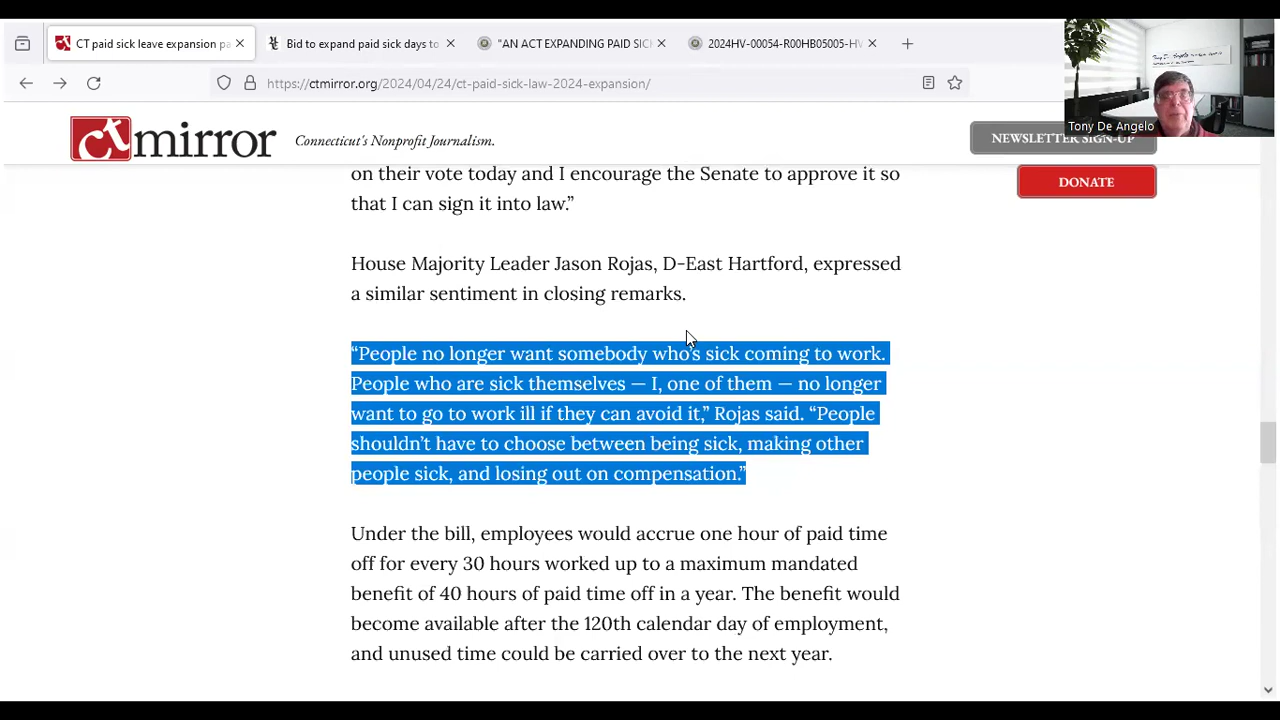 CT paid sick leave expansion pa
Bid to expand paid sick days to
"AN ACT EXPANDING PAID SIC
2024HV-00054-R00HB05005-HV
https://ctmirror.org/2024/04/24/ct-paid-sick-law-2024-expansion/
Tony De Angelo
ctmirror
Connecticut's Nonprofit Journalism.
NEWSLETTER SIGN-UP
DONATE
on their vote today and I encourage the Senate to approve it so
that I can sign it into law.”
House Majority Leader Jason Rojas, D-East Hartford, expressed
a similar sentiment in closing remarks.
“People no longer want somebody who’s sick coming to work.
People who are sick themselves — I, one of them — no longer
want to go to work ill if they can avoid it,” Rojas said. “People
shouldn’t have to choose between being sick, making other
people sick, and losing out on compensation.”
Under the bill, employees would accrue one hour of paid time
off for every 30 hours worked up to a maximum mandated
benefit of 40 hours of paid time off in a year. The benefit would
become available after the 120th calendar day of employment,
and unused time could be carried over to the next year.